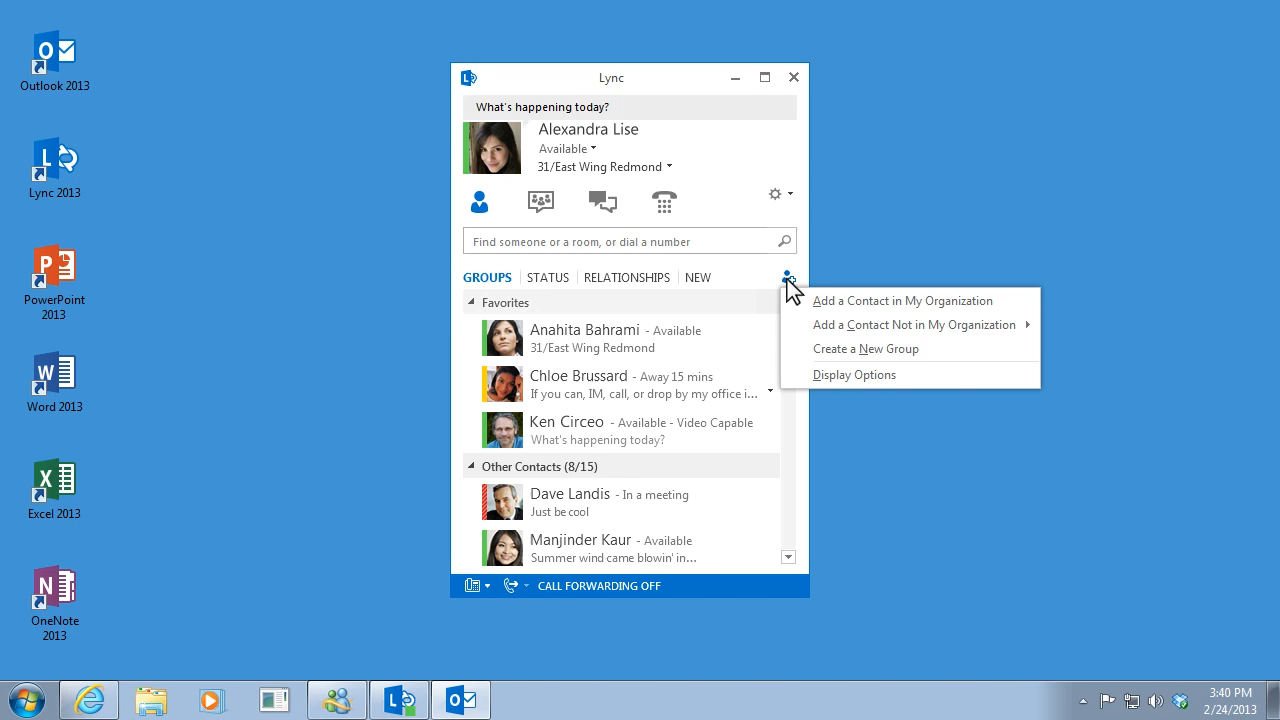 Outlook 2013
Lync 2013
PowerPoint
2013
Word 2013
Excel 2013
OneNote
2013
Lync
What's happening today?
Alexandra Lise
Available
31/East Wing Redmond
Find someone or a room, or dial a number
GROUPS STATUS RELATIONSHIPS NEW
Favorites
Anahita Bahrami - Available
31/East Wing Redmond
Chloe Brussard - Away 15 mins
If you can, IM, call, or drop by my office i...
Ken Circeo - Available - Video Capable
What's happening today?
Other Contacts (8/15)
Dave Landis - In a meeting
Just be cool
Manjinder Kaur - Available
Summer wind came blowin' in...
CALL FORWARDING OFF
Add a Contact in My Organization
Add a Contact Not in My Organization
Create a New Group
Display Options
3:40 PM
2/24/2013